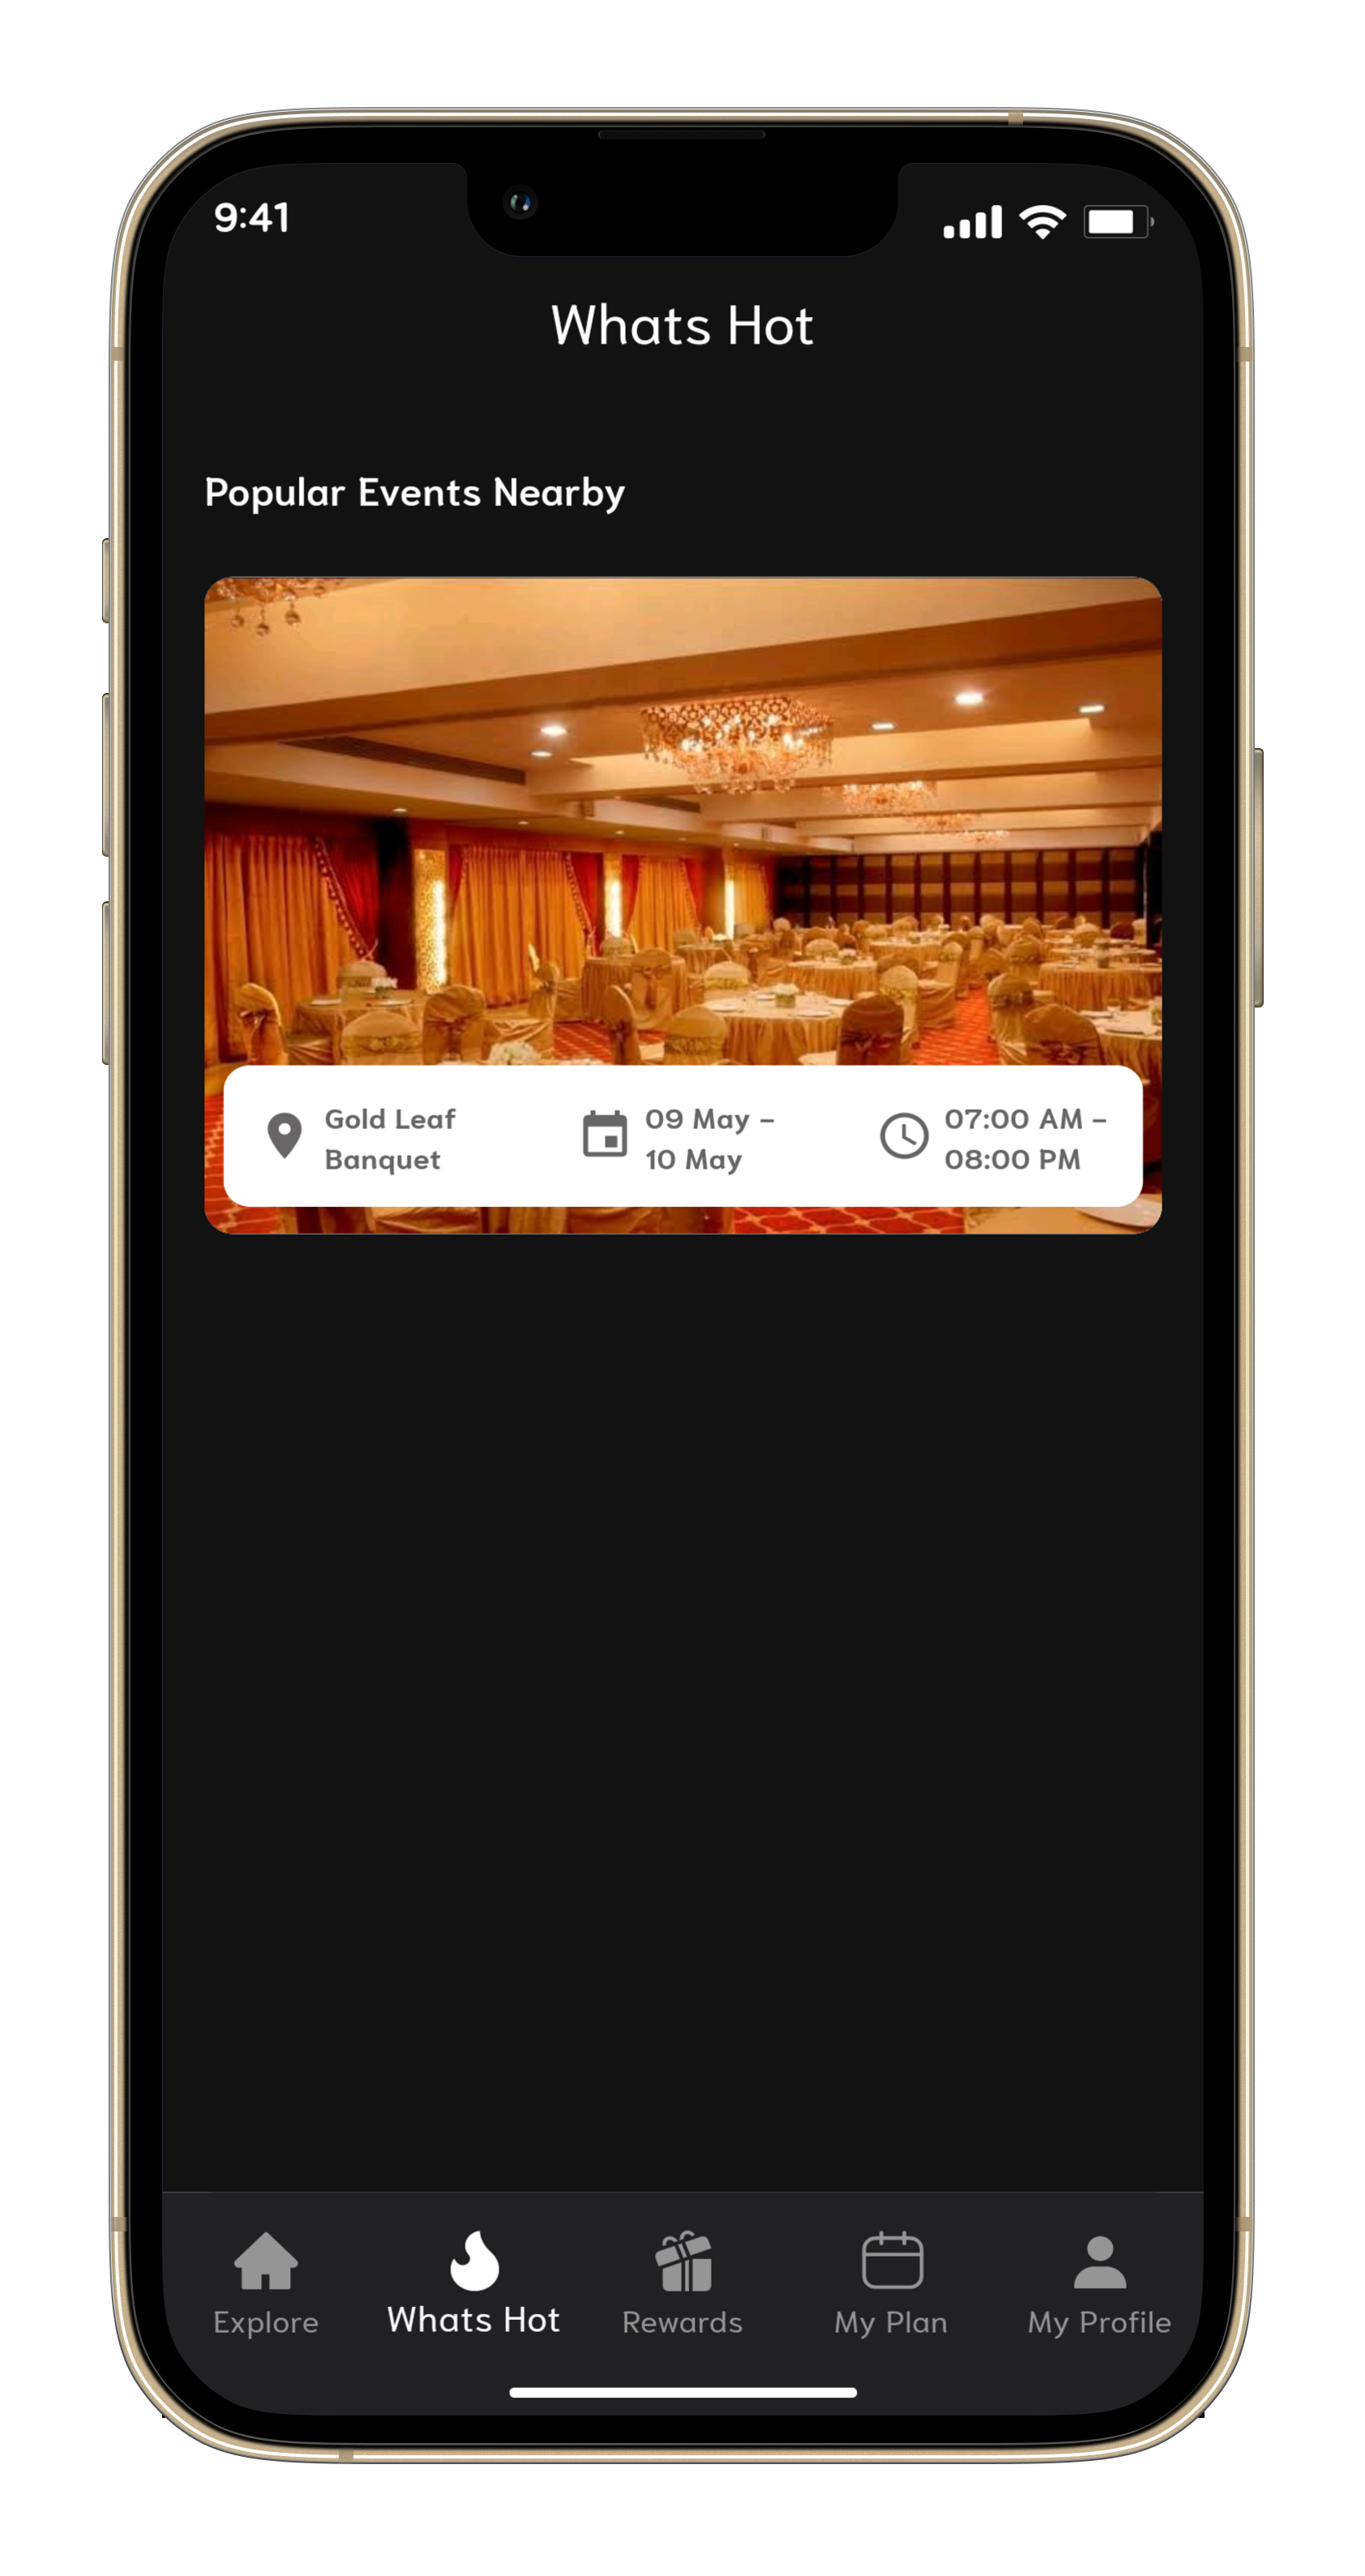 9:41
Whats Hot
Popular Events Nearby
Gold Leaf
Banquet
09 May –
10 May
07:00 AM –
08:00 PM
Explore
Whats Hot
Rewards
My Plan
My Profile